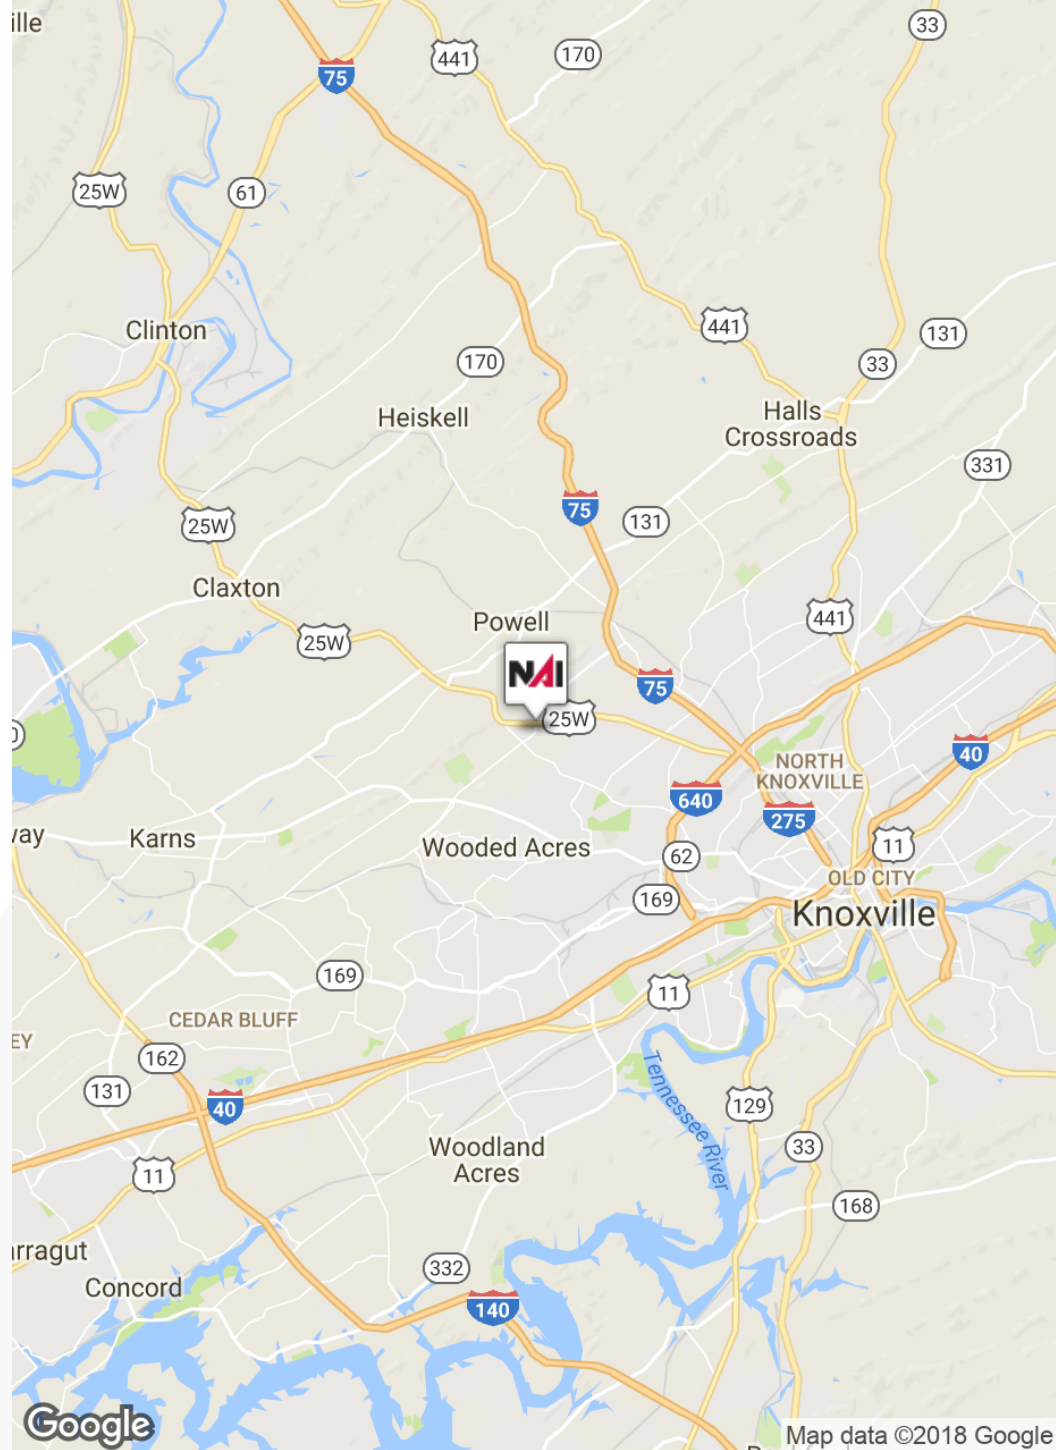 ille
33
441
170
75
25W
61
Clinton
441
131
33
170
Heiskell
Halls
Crossroads
331
75
131
25W
Claxton
441
Powell
25W
NAI
75
25W
40
NORTH
KNOXVILLE
640
275
way
Karns
Wooded Acres
11
62
OLD CITY
169
Knoxville
169
11
CEDAR BLUFF
EY
162
131
40
Tennessee River
129
Woodland
Acres
33
11
168
arragut
332
Concord
140
Google
Map data ©2018 Google